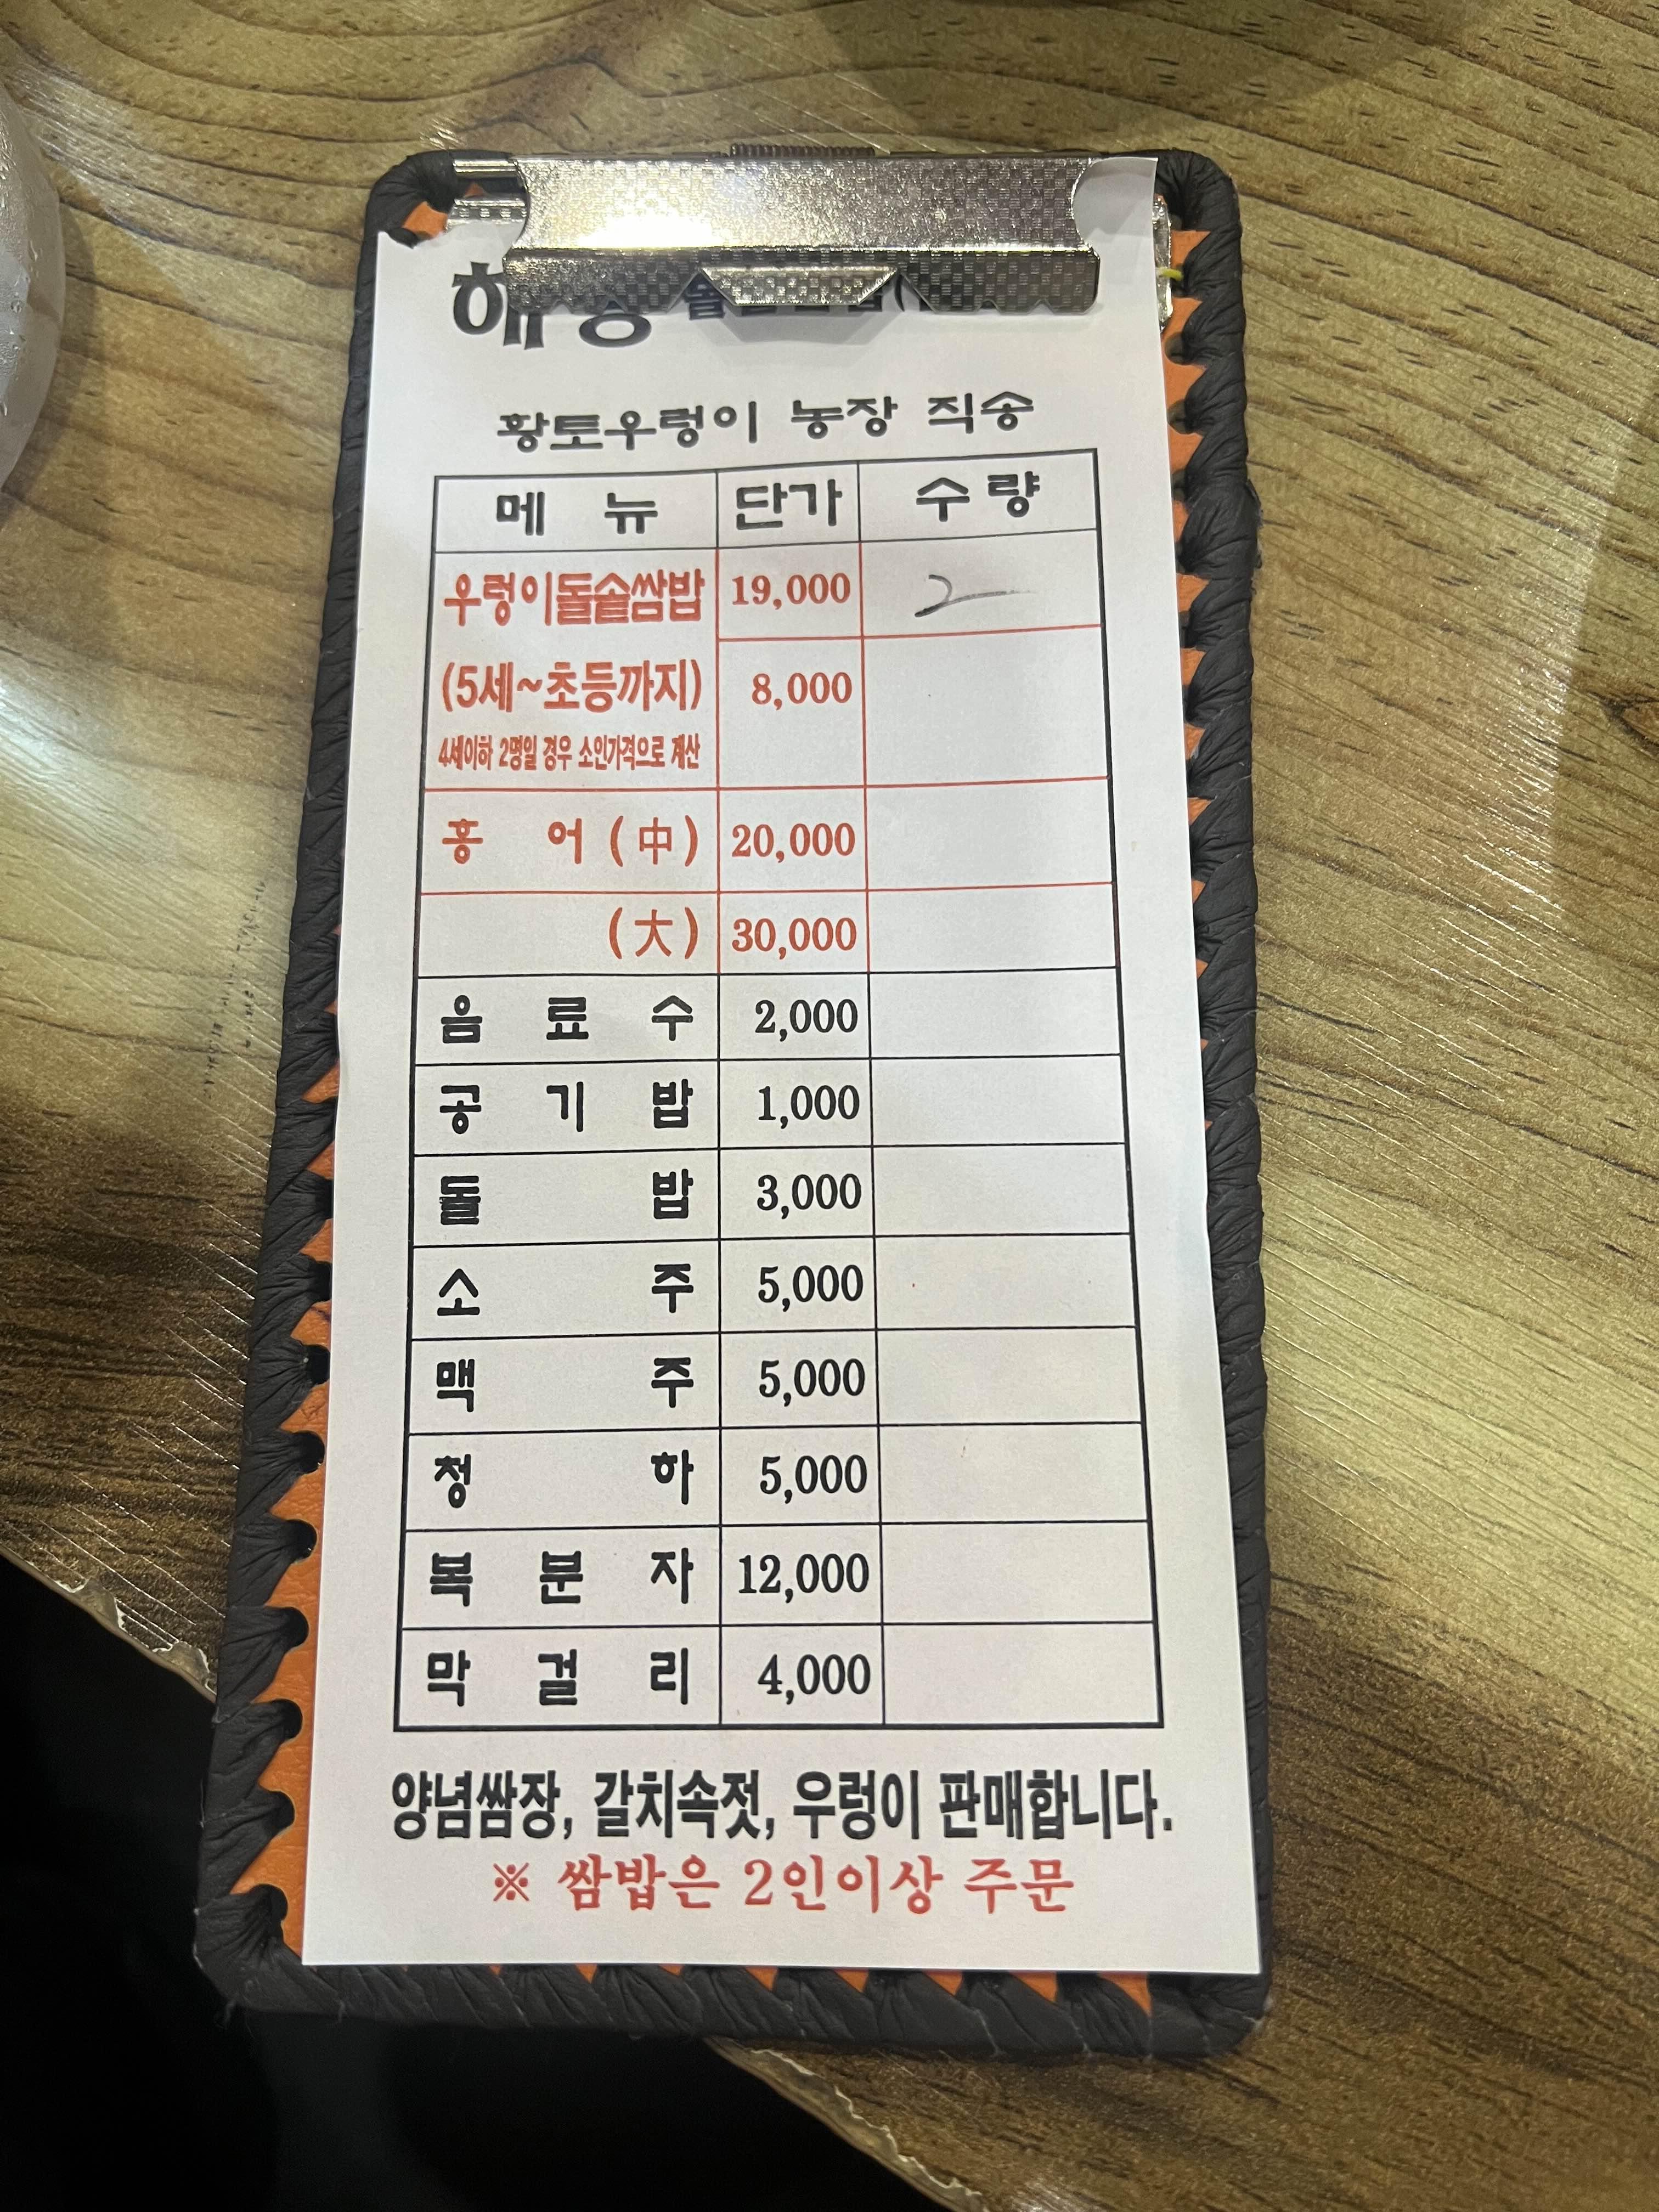 황토우렁이 농장 직송
메 뉴 단가 수량
우렁이돌솥쌈밥 19,000 2
(5세~초등까지) 8,000
4세이하 2명일 경우 소인가격으로 계산
홍 어 (中) 20,000
(大) 30,000
음 료 수 2,000
공 기 밥 1,000
돌 밥 3,000
소 주 5,000
맥 주 5,000
청 하 5,000
복 분 자 12,000
막 걸 리 4,000
양념쌈장, 갈치속젓, 우렁이 판매합니다.
※ 쌈밥은 2인이상 주문